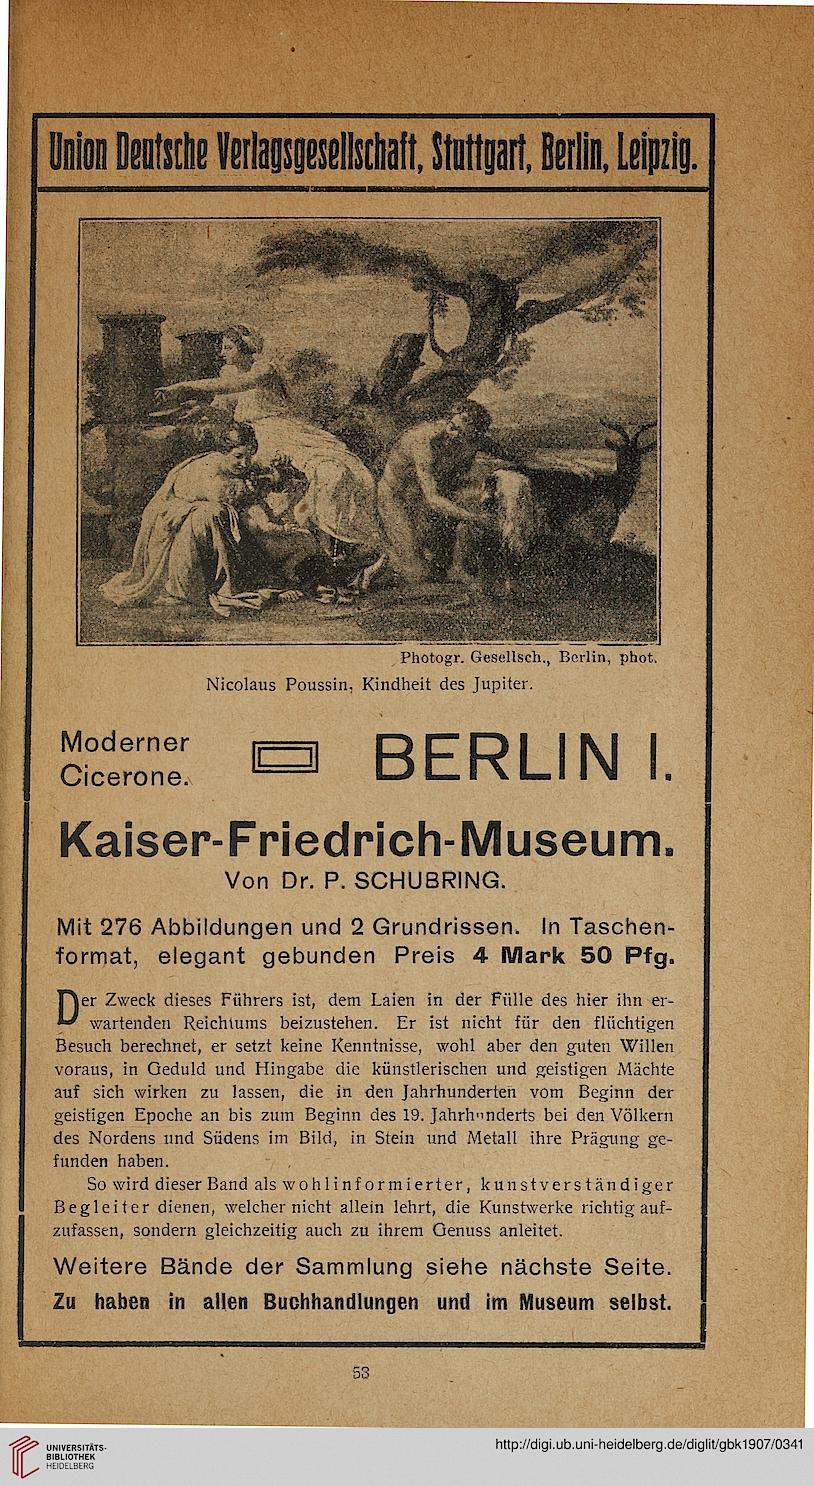 Union Deutsche Verlagsgesellschaft, Stuttgart, Berlin, Leipzig.
Photogr. Gesellsch., Berlin, phot.
Nicolaus Poussin, Kindheit des Jupiter.
Moderner
Cicerone.
BERLIN I.
Kaiser-Friedrich-Museum.
Von Dr. P. SCHUBRING.
Mit 276 Abbildungen und 2 Grundrissen. In Taschen-
format, elegant gebunden Preis 4 Mark 50 Pfg.
Der Zweck dieses Führers ist, dem Laien in der Fülle des hier ihn er-
wartenden Reichtums beizustehen. Er ist nicht für den flüchtigen
Besuch berechnet, er setzt keine Kenntnisse, wohl aber den guten Willen
voraus, in Geduld und Hingabe die künstlerischen und geistigen Mächte
auf sich wirken zu lassen, die in den Jahrhunderten vom Beginn der
geistigen Epoche an bis zum Beginn des 19. Jahrhunderts bei den Völkern
des Nordens und Südens im Bild, in Stein und Metall ihre Prägung ge-
funden haben.
So wird dieser Band als wohlinformierter, kunstverständiger
Begleiter dienen, welcher nicht allein lehrt, die Kunstwerke richtig auf-
zufassen, sondern gleichzeitig auch zu ihrem Genuss anleitet.
Weitere Bände der Sammlung siehe nächste Seite.
Zu haben in allen Buchhandlungen und im Museum selbst.
53
UNIVERSITÄTS-
BIBLIOTHEK
HEIDELBERG
http://digi.ub.uni-heidelberg.de/diglit/gbk1907/0341